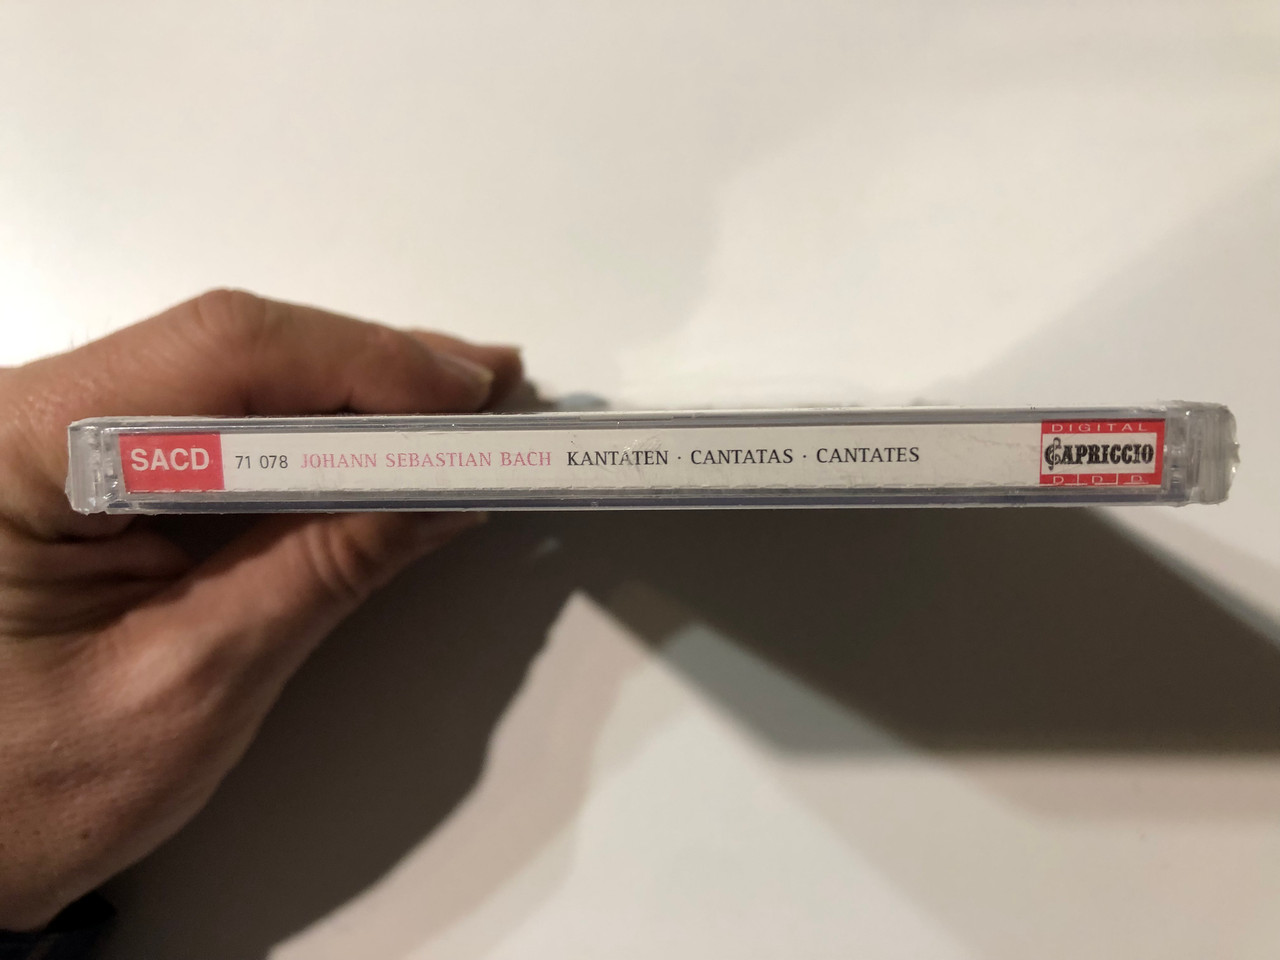 SACD 71 078 JOHANN SEBASTIAN BACH KANTATEN · CANTATAS · CANTATES
DIGITAL
CAPRICCIO
D D D